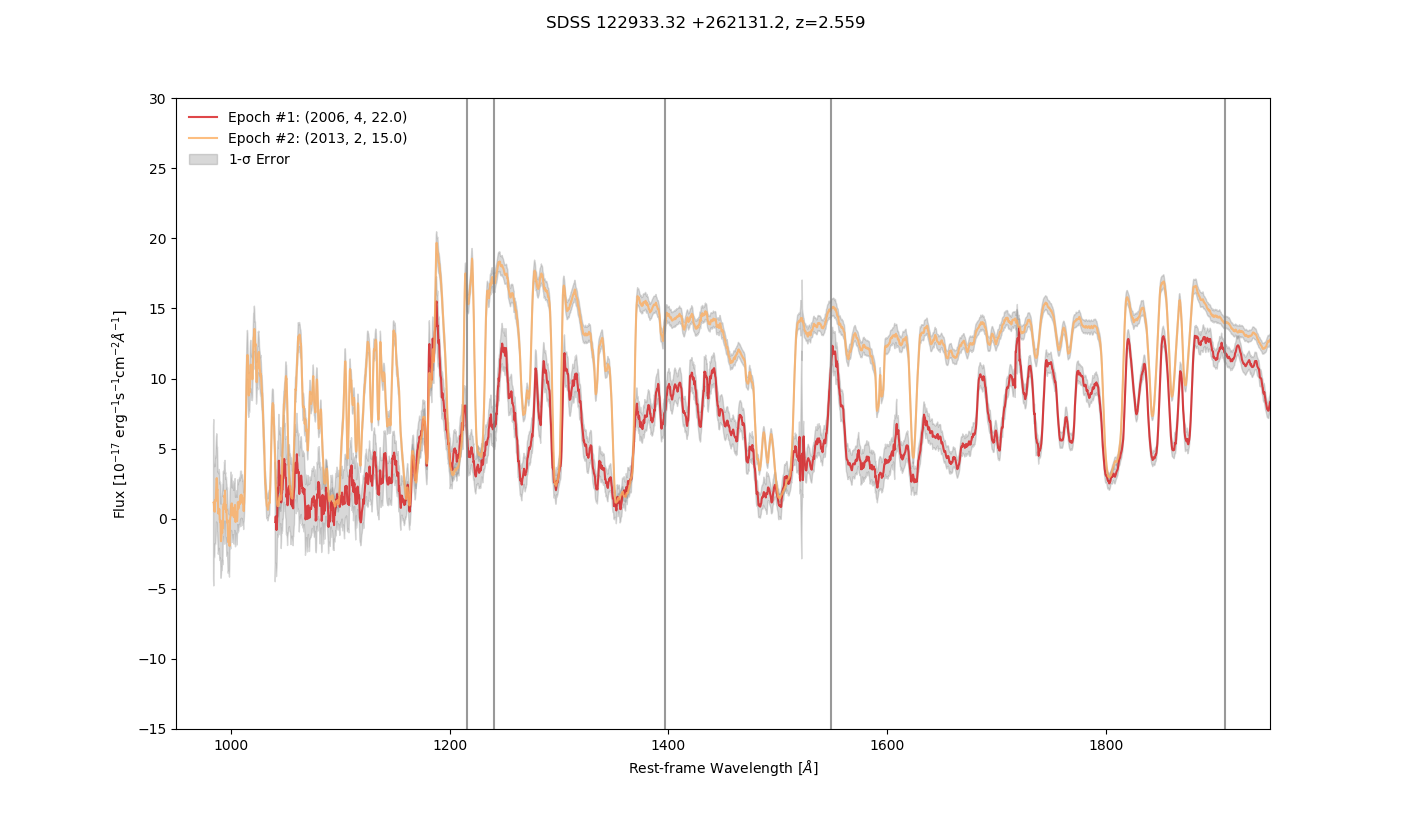 SDSS 122933.32 +262131.2, z=2.559
Epoch #1: (2006, 4, 22.0)
Epoch #2: (2013, 2, 15.0)
1-σ Error
30
25
20
15
10
5
0
−5
−10
−15
Flux [10⁻¹⁷ erg⁻¹s⁻¹cm⁻²Å⁻¹]
1000 1200 1400 1600 1800
Rest-frame Wavelength [Å]